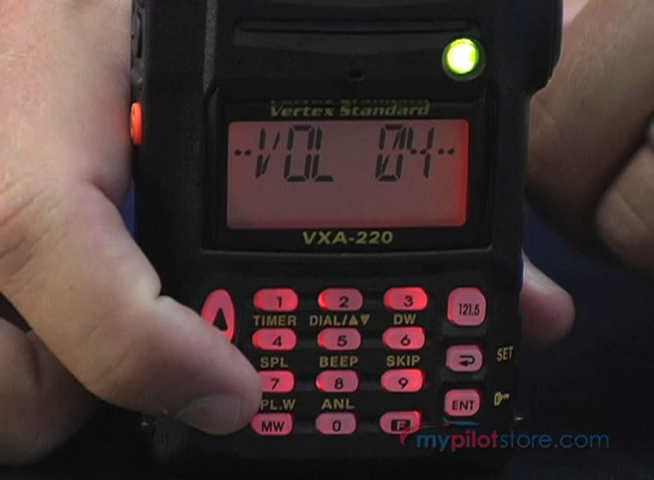 Vertex Standard
--VOL 04--
VXA-220
1 2 3 121.5
TIMER DIAL/▲▼ DW
4 5 6
SPL BEEP SKIP SET
7 8 9
PL.W ANL ENT
MW 0 F
mypilotstore.com